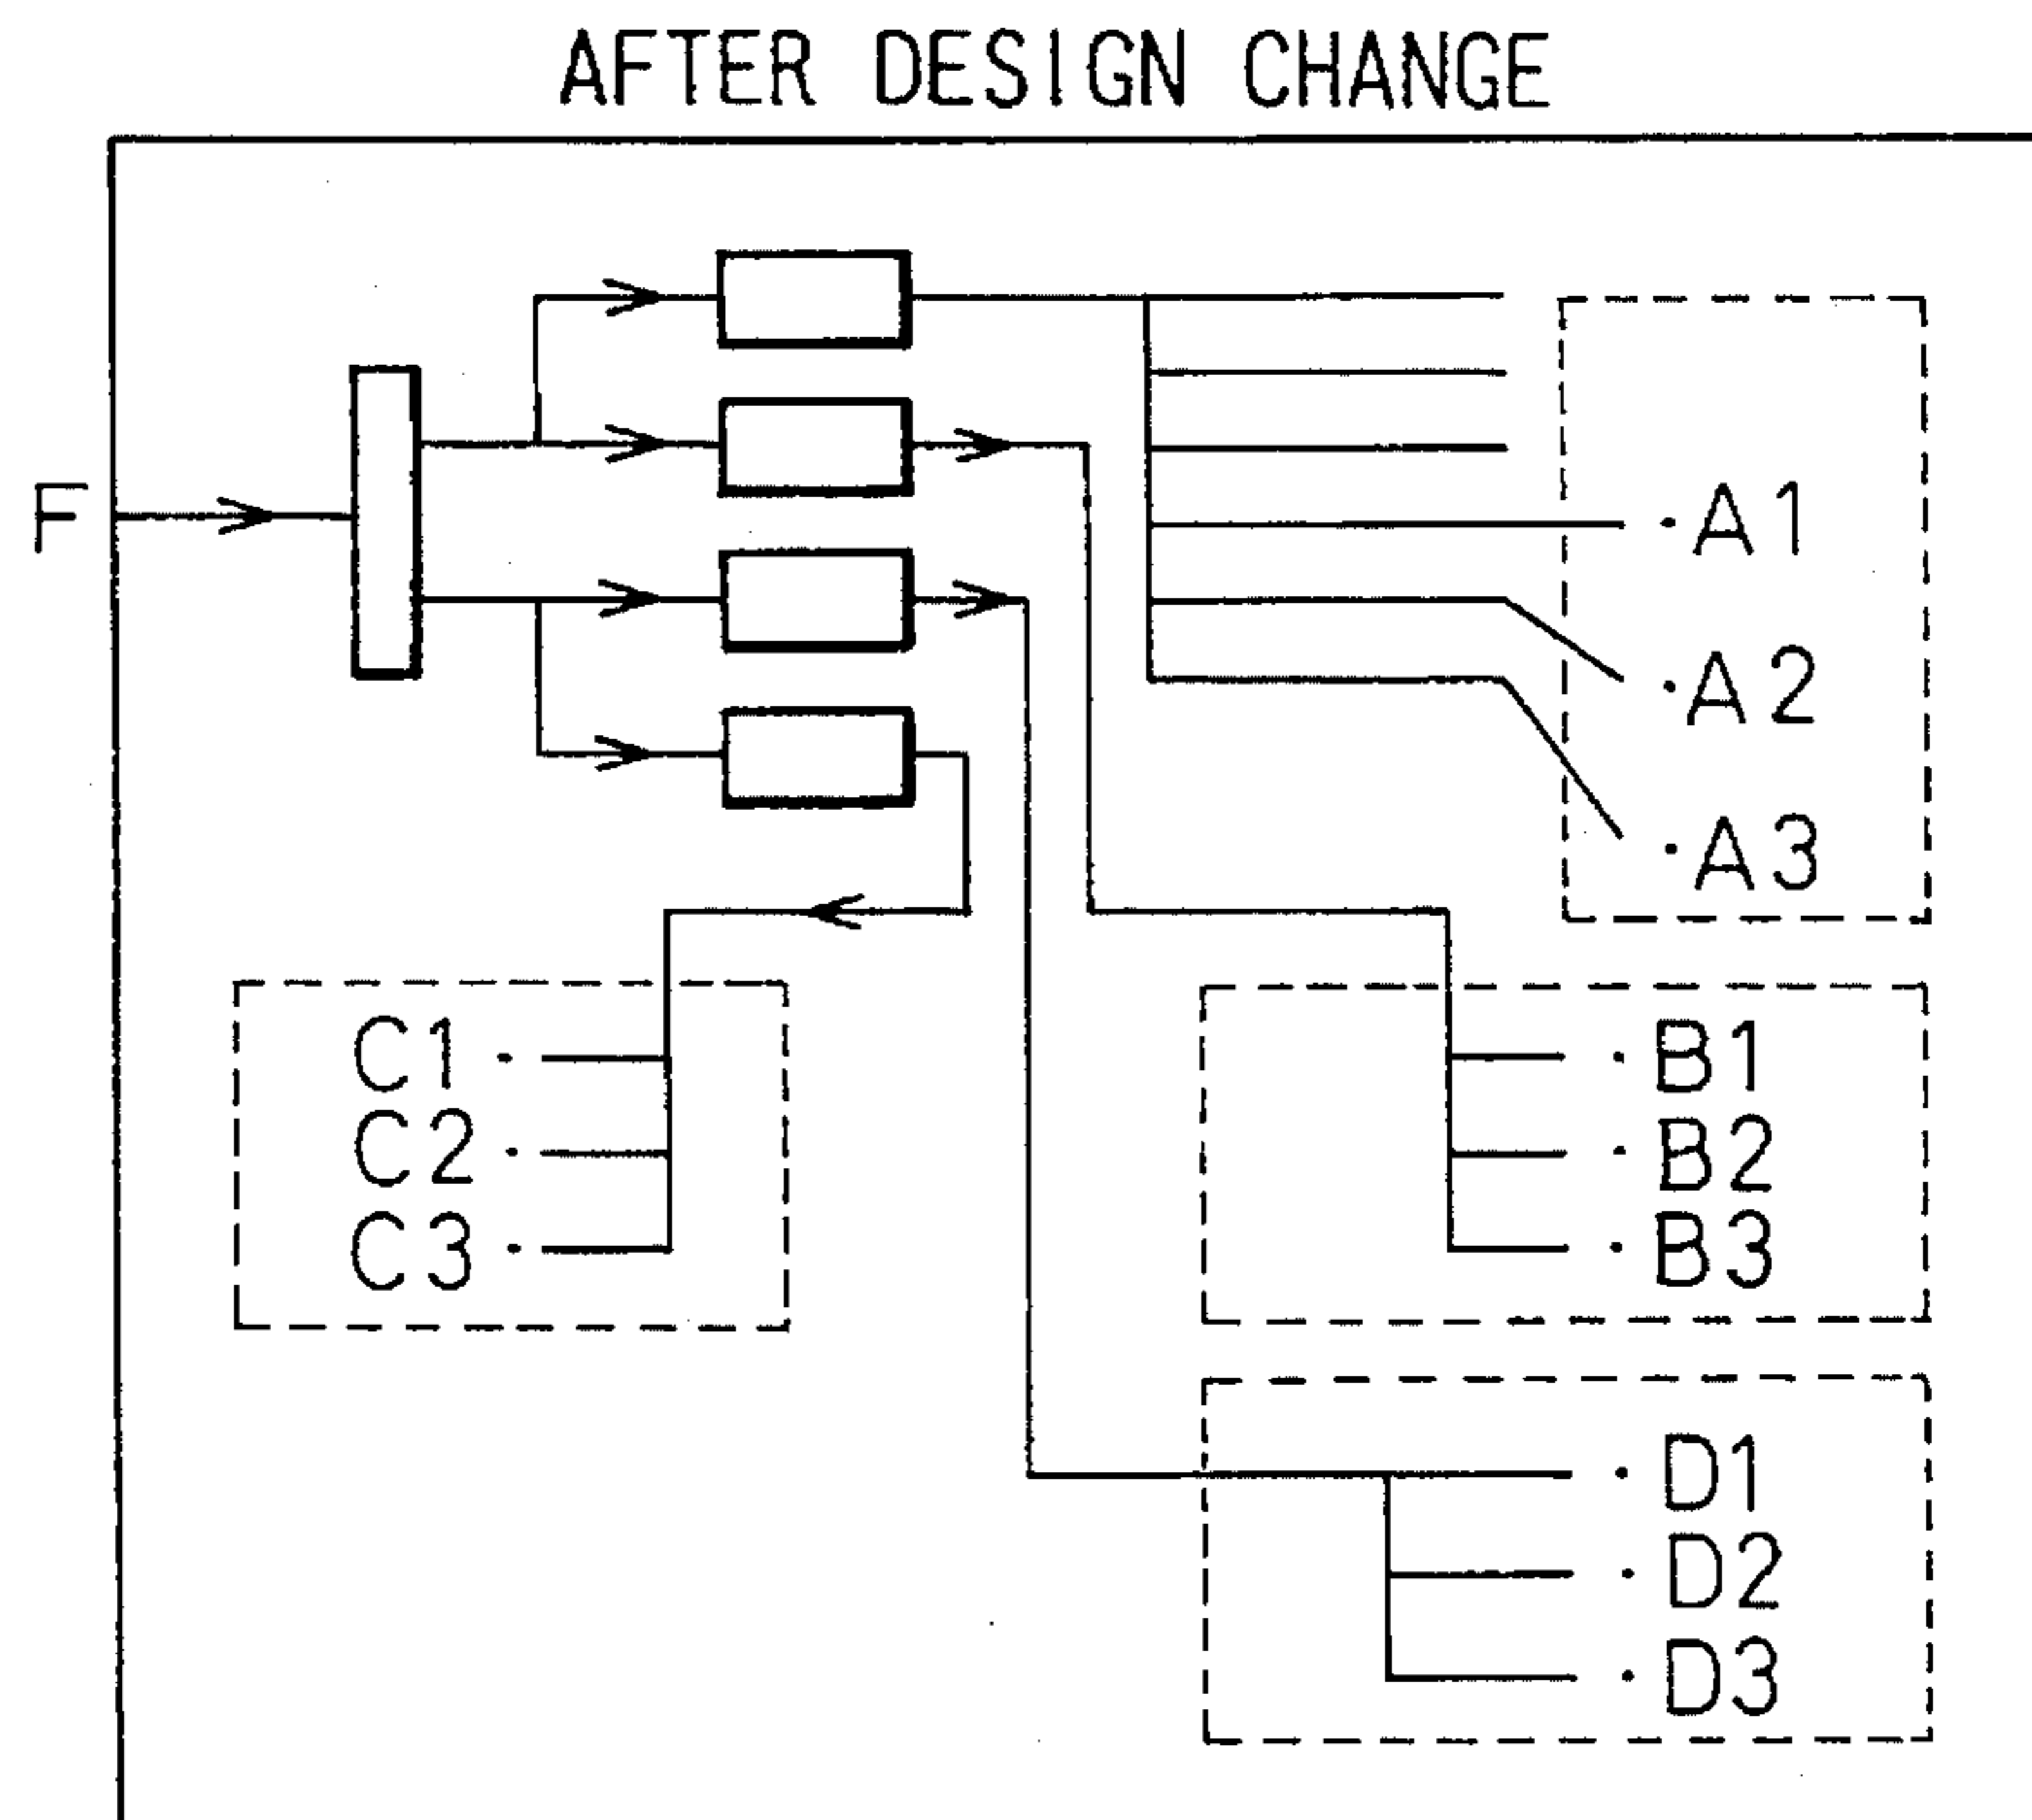 AFTER DESIGN CHANGE
F
A1
A2
A3
C1
C2
C3
B1
B2
B3
D1
D2
D3